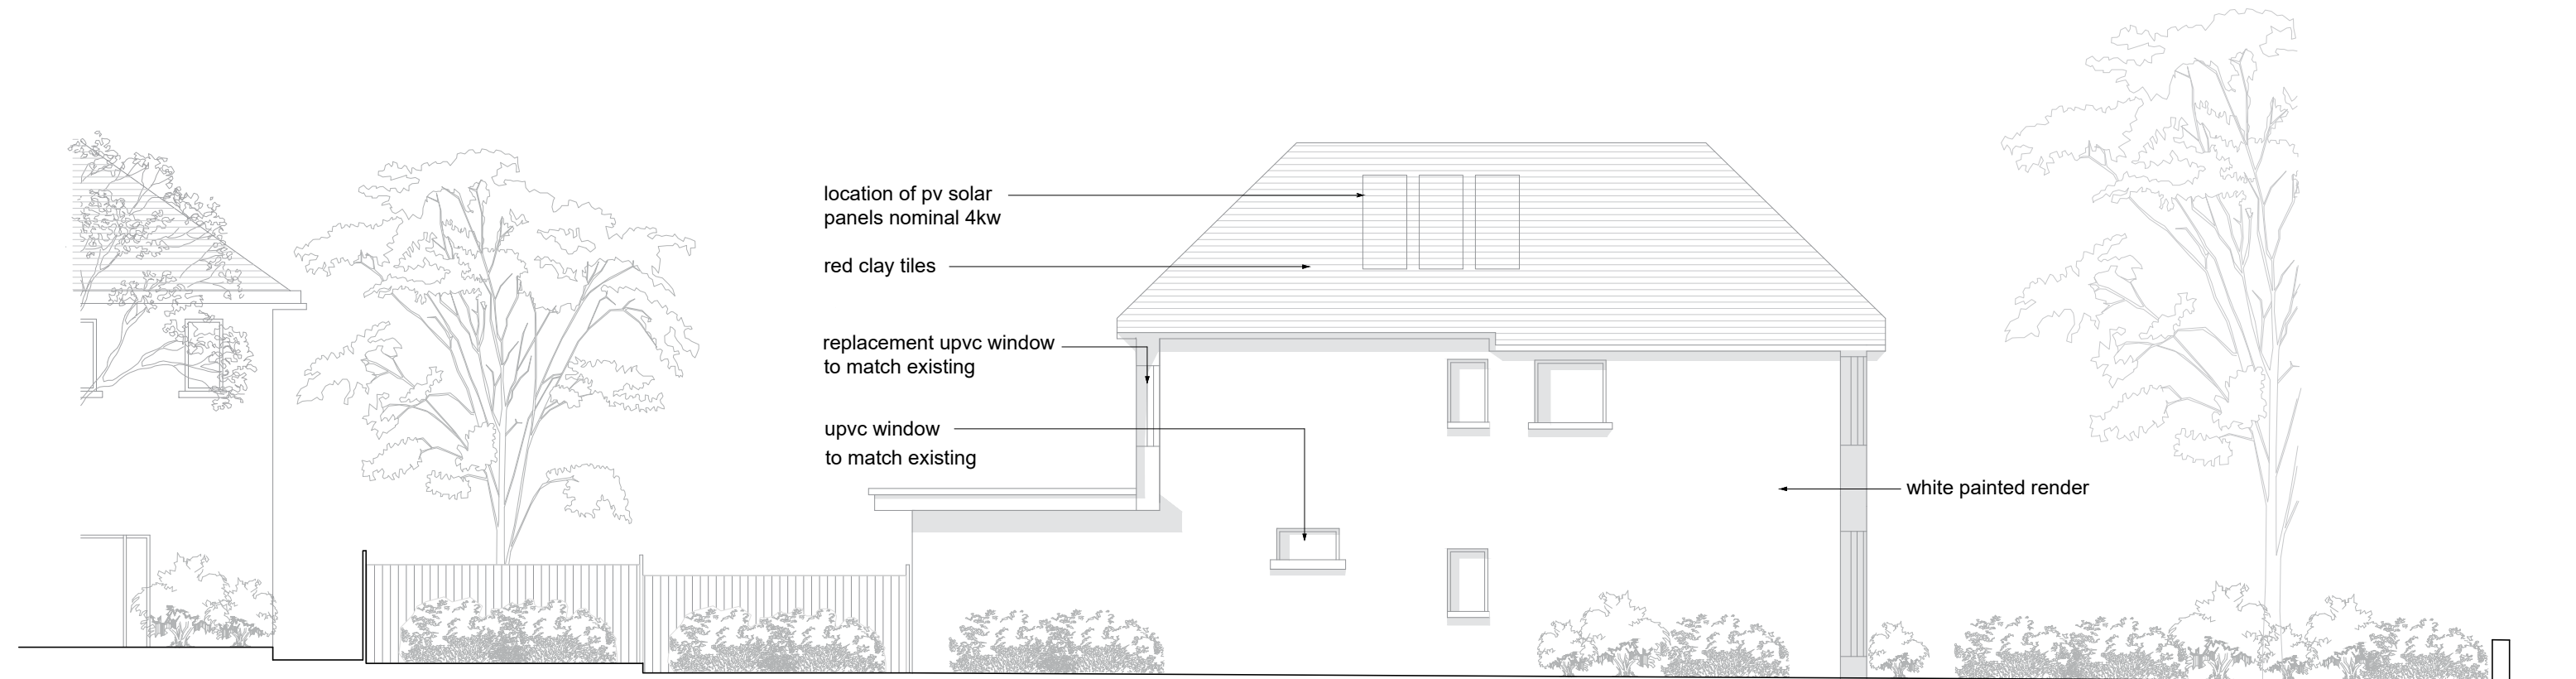 location of pv solar
panels nominal 4kw
red clay tiles
replacement upvc window
to match existing
upvc window
to match existing
white painted render